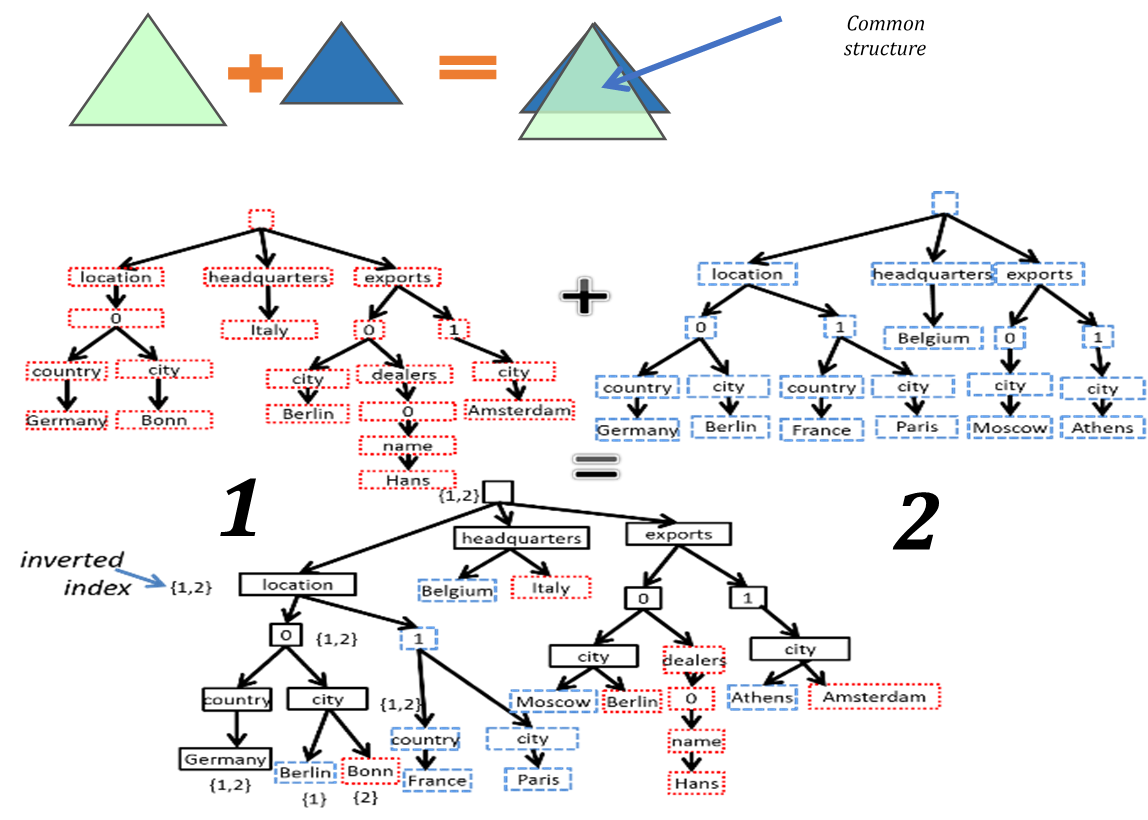 Common
structure
location
headquarters
exports
0
Italy
0
1
country
city
city
dealers
city
Germany
Bonn
Berlin
0
Amsterdam
name
Hans
+
location
headquarters
exports
0
1
Belgium
0
1
country
city
country
city
city
city
Germany
Berlin
France
Paris
Moscow
Athens
=
1
2
{1,2}
headquarters
exports
inverted
index
{1,2}
location
Belgium
Italy
0
1
0
{1,2}
1
city
dealers
city
country
city
{1,2}
Moscow
Berlin
0
Athens
Amsterdam
country
city
name
Germany
Berlin
Bonn
France
Paris
Hans
{1,2}
{1}
{2}